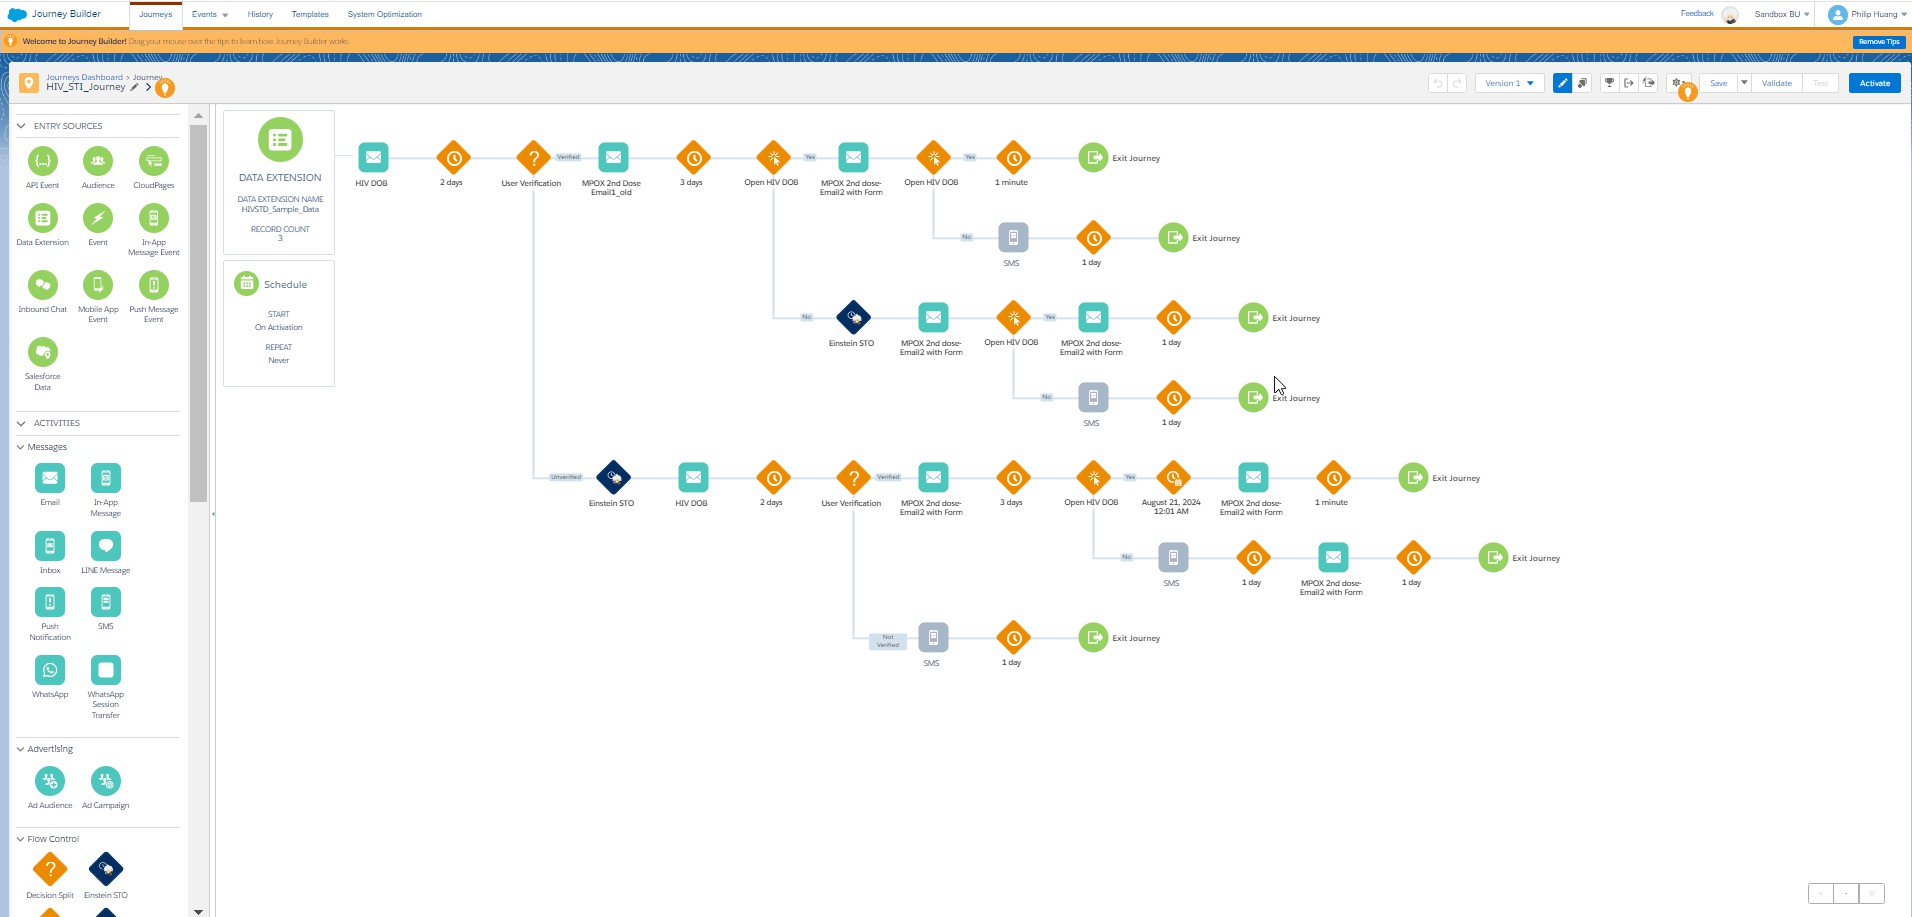 Journey Builder
Journeys
Events
History
Templates
System Optimization
Feedback
Sandbox BU
Philip Huang
Welcome to Journey Builder! Drag your mouse over the tips to learn how Journey Builder works.
Remove Tips
Journeys Dashboard > Journey
HIV_STI_Journey
Version 1
Save
Validate
Test
Activate
ENTRY SOURCES
API Event
Audience
CloudPages
Data Extension
Event
In-App
Message Event
Inbound Chat
Mobile App
Event
Push Message
Event
Salesforce
Data
ACTIVITIES
Messages
Email
In-App
Message
Inbox
LINE Message
Push
Notification
SMS
WhatsApp
WhatsApp
Session
Transfer
Advertising
Ad Audience
Ad Campaign
Flow Control
Decision Split
Einstein STO
DATA EXTENSION
DATA EXTENSION NAME
HIVSTD_Sample_Data
RECORD COUNT
3
Schedule
START
On Activation
REPEAT
Never
HIV DOB
2 days
User Verification
Verified
MPOX 2nd Dose
Email1_old
3 days
Open HIV DOB
Yes
MPOX 2nd dose-
Email2 with Form
Open HIV DOB
Yes
1 minute
Exit Journey
No
SMS
1 day
Exit Journey
No
Einstein STO
MPOX 2nd dose-
Email2 with Form
Open HIV DOB
Yes
MPOX 2nd dose-
Email2 with Form
1 day
Exit Journey
No
SMS
1 day
Exit Journey
Unverified
Einstein STO
HIV DOB
2 days
User Verification
Verified
MPOX 2nd dose-
Email2 with Form
3 days
Open HIV DOB
Yes
August 21, 2024
12:01 AM
MPOX 2nd dose-
Email2 with Form
1 minute
Exit Journey
No
SMS
1 day
MPOX 2nd dose-
Email2 with Form
1 day
Exit Journey
Not
Verified
SMS
1 day
Exit Journey